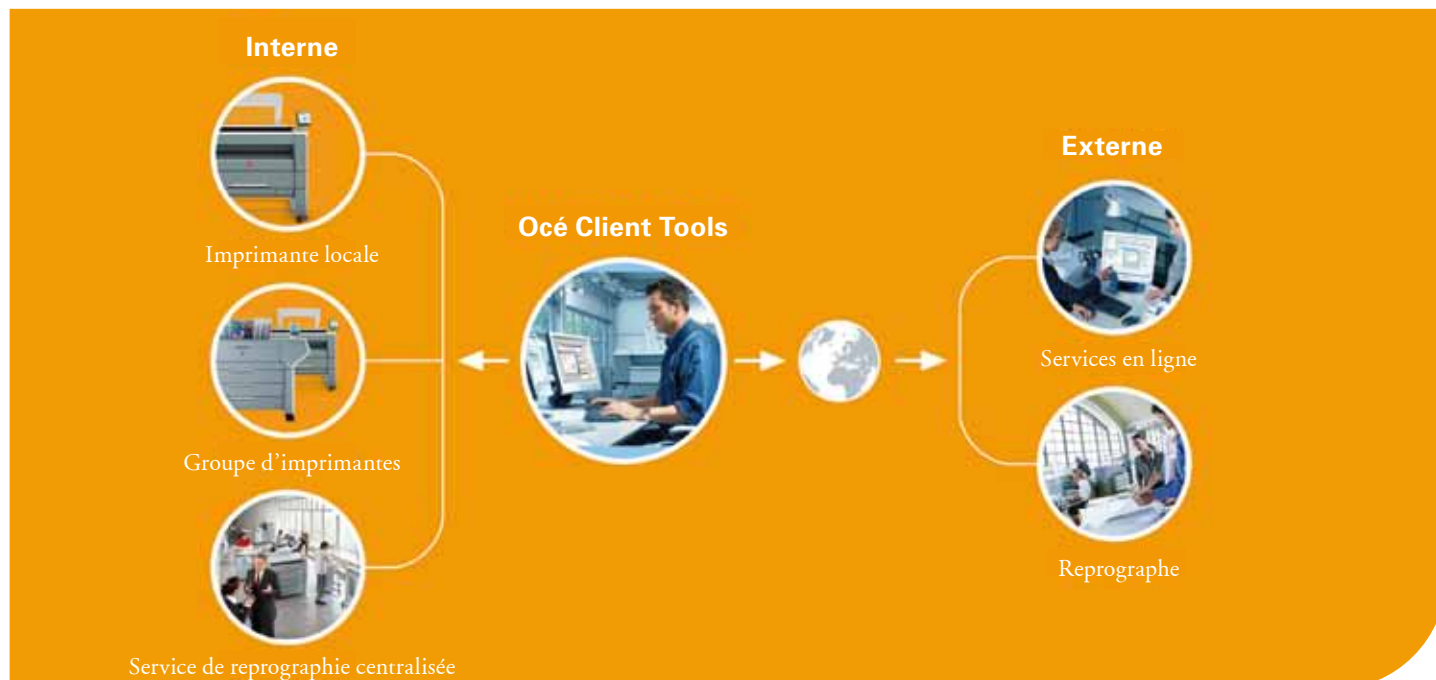 Interne
Imprimante locale
Groupe d’imprimantes
Service de reprographie centralisée
Océ Client Tools
Externe
Services en ligne
Reprographe